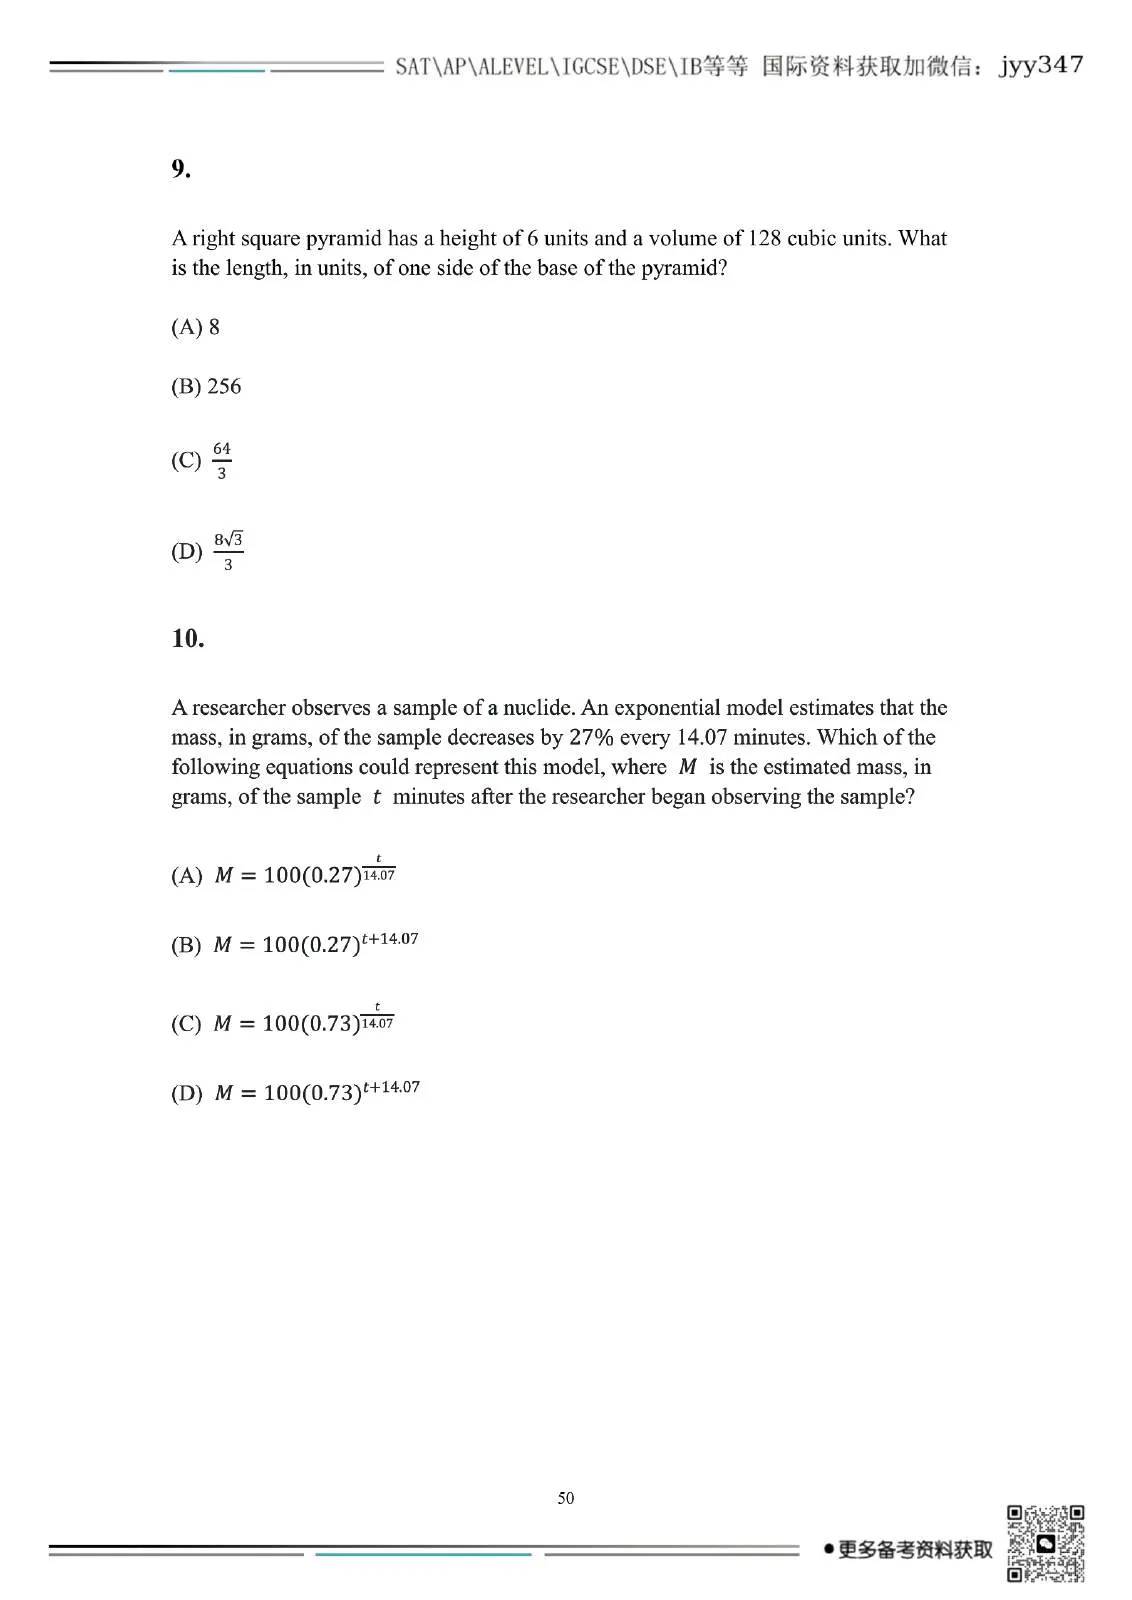 SAT\AP\ALEVEL\IGCSE\DSE\IB等等 国际资料获取加微信: jyy347
9.
A right square pyramid has a height of 6 units and a volume of 128 cubic units. What
is the length, in units, of one side of the base of the pyramid?
(A) 8
(B) 256
(C) 64/3
(D) 8√3/3
10.
A researcher observes a sample of a nuclide. An exponential model estimates that the
mass, in grams, of the sample decreases by 27% every 14.07 minutes. Which of the
following equations could represent this model, where M is the estimated mass, in
grams, of the sample t minutes after the researcher began observing the sample?
(A) M = 100(0.27)^(t/14.07)
(B) M = 100(0.27)^(t+14.07)
(C) M = 100(0.73)^(t/14.07)
(D) M = 100(0.73)^(t+14.07)
50
●更多备考资料获取